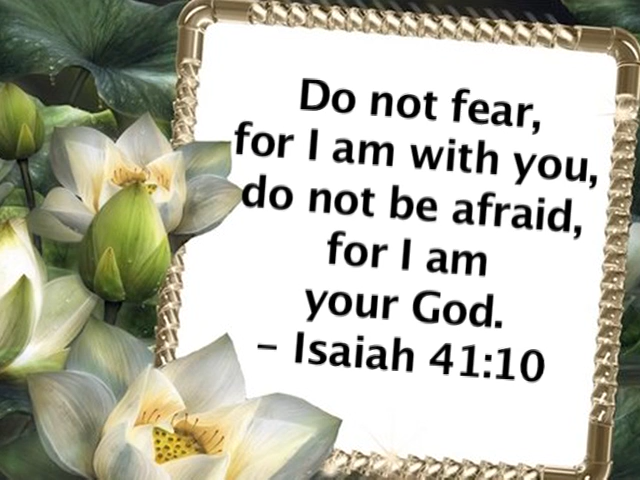 Do not fear,
for I am with you,
do not be afraid,
for I am
your God.
– Isaiah 41:10